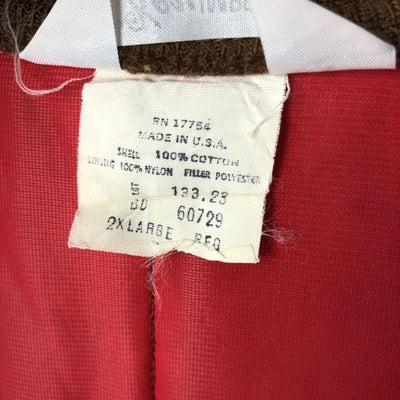 RN 17754
MADE IN U.S.A.
SHELL 100% COTTON
LINING 100% NYLON FILLER POLYESTER
133.23
60729
2XLARGE REG